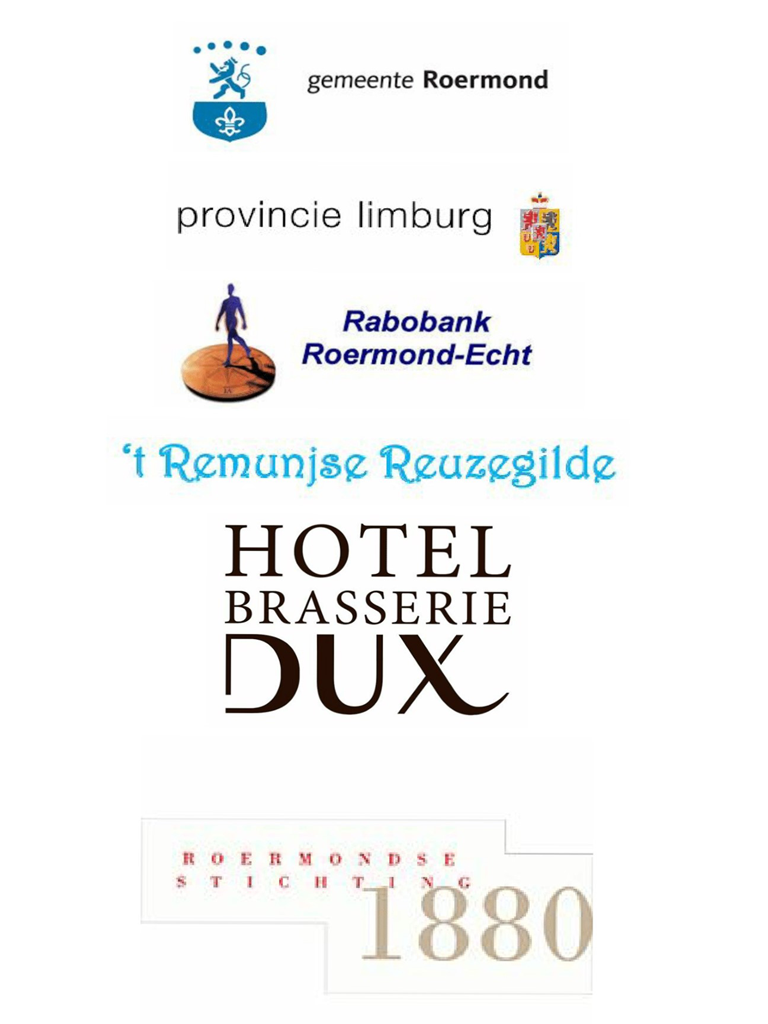 gemeente Roermond
provincie limburg
Rabobank
Roermond-Echt
't Remunjse Reuzegilde
HOTEL
BRASSERIE
DUX
ROERMONDSE
STICHTING
1880